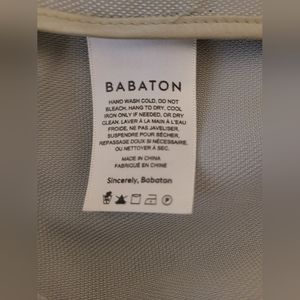 BABATON
HAND WASH COLD, DO NOT
BLEACH, HANG TO DRY, COOL
IRON ONLY IF NEEDED, OR DRY
CLEAN, LAVER À LA MAIN À L'EAU
FROIDE, NE PAS JAVELISER,
SUSPENDRE POUR SÉCHER,
REPASSAGE DOUX SI NÉCESSAIRE,
OU NETTOYER À SEC.
MADE IN CHINA
FABRIQUÉ EN CHINE
Sincerely, Babaton